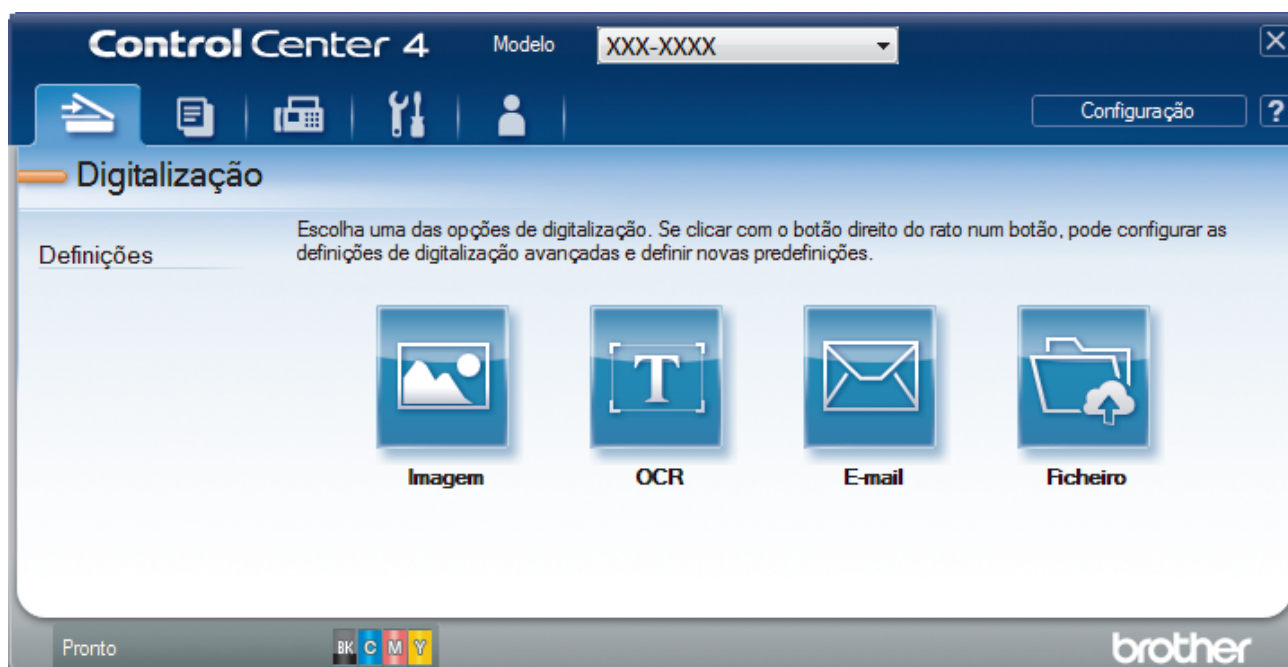 Control Center 4
Modelo
XXX-XXXX
Configuração
?
Digitalização
Definições
Escolha uma das opções de digitalização. Se clicar com o botão direito do rato num botão, pode configurar as
definições de digitalização avançadas e definir novas predefinições.
T
Imagem
OCR
E-mail
Ficheiro
Pronto
BK C M Y
brother